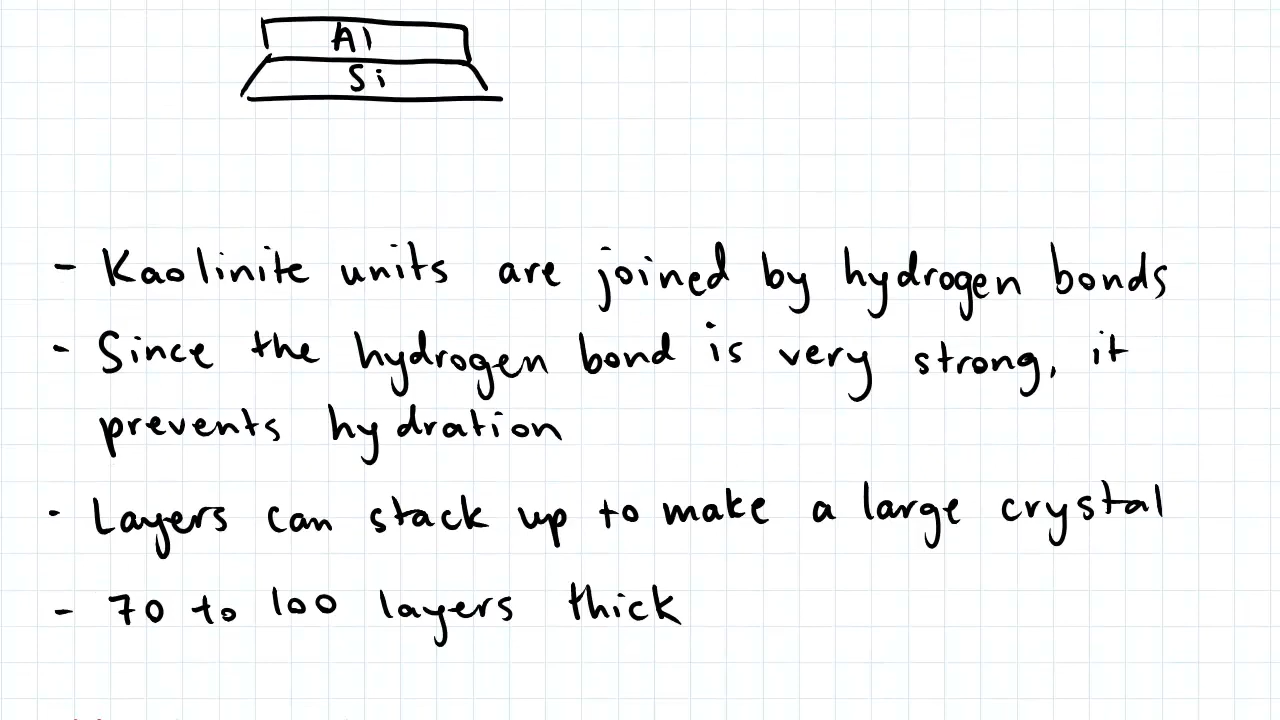 Al
Si
- Kaolinite units are joined by hydrogen bonds
- Since the hydrogen bond is very strong, it
prevents hydration
- Layers can stack up to make a large crystal
- 70 to 100 layers thick